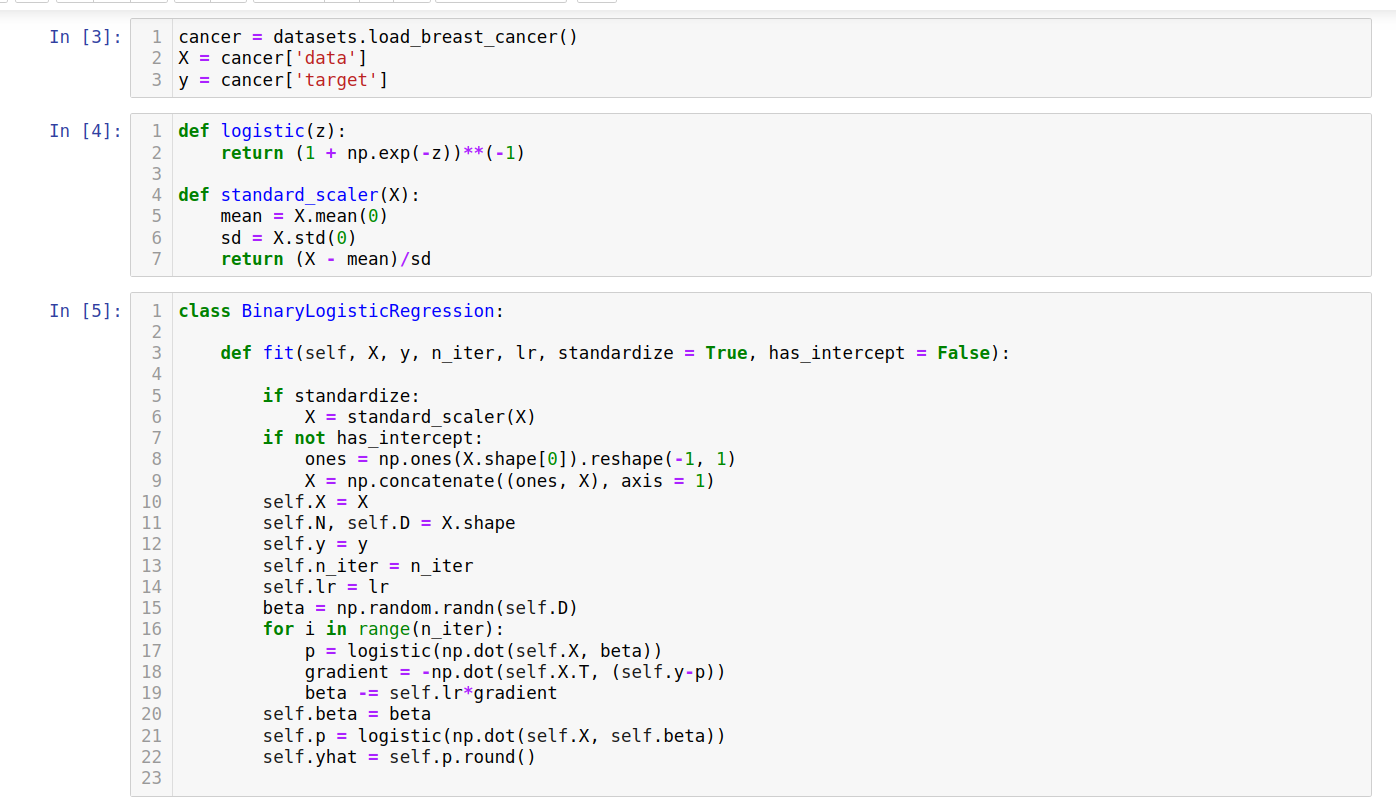 In [3]:
1 cancer = datasets.load_breast_cancer()
2 X = cancer['data']
3 y = cancer['target']
In [4]:
1 def logistic(z):
2     return (1 + np.exp(-z))**(-1)
3
4 def standard_scaler(X):
5     mean = X.mean(0)
6     sd = X.std(0)
7     return (X - mean)/sd
In [5]:
1 class BinaryLogisticRegression:
2
3     def fit(self, X, y, n_iter, lr, standardize = True, has_intercept = False):
4
5         if standardize:
6             X = standard_scaler(X)
7         if not has_intercept:
8             ones = np.ones(X.shape[0]).reshape(-1, 1)
9             X = np.concatenate((ones, X), axis = 1)
10         self.X = X
11         self.N, self.D = X.shape
12         self.y = y
13         self.n_iter = n_iter
14         self.lr = lr
15         beta = np.random.randn(self.D)
16         for i in range(n_iter):
17             p = logistic(np.dot(self.X, beta))
18             gradient = -np.dot(self.X.T, (self.y-p))
19             beta -= self.lr*gradient
20         self.beta = beta
21         self.p = logistic(np.dot(self.X, self.beta))
22         self.yhat = self.p.round()
23